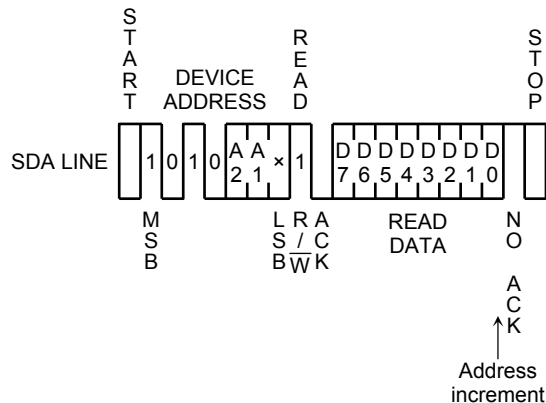 START
READ
STOP
DEVICE
ADDRESS
SDA LINE
1 0 1 0 A2 A1 × 1 D7 D6 D5 D4 D3 D2 D1 D0
MSB
LSB
R/W
ACK
READ
DATA
NO ACK
Address
increment